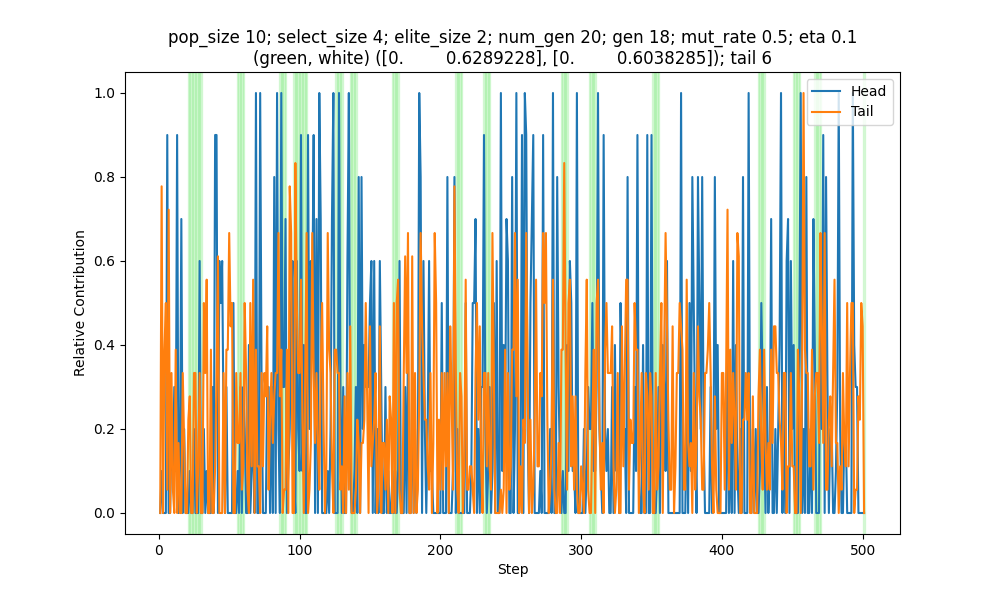 pop_size 10; select_size 4; elite_size 2; num_gen 20; gen 18; mut_rate 0.5; eta 0.1
(green, white) ([0.         0.6289228], [0.         0.6038285]); tail 6
Head
Tail
Relative Contribution
1.0
0.8
0.6
0.4
0.2
0.0
0
100
200
300
400
500
Step